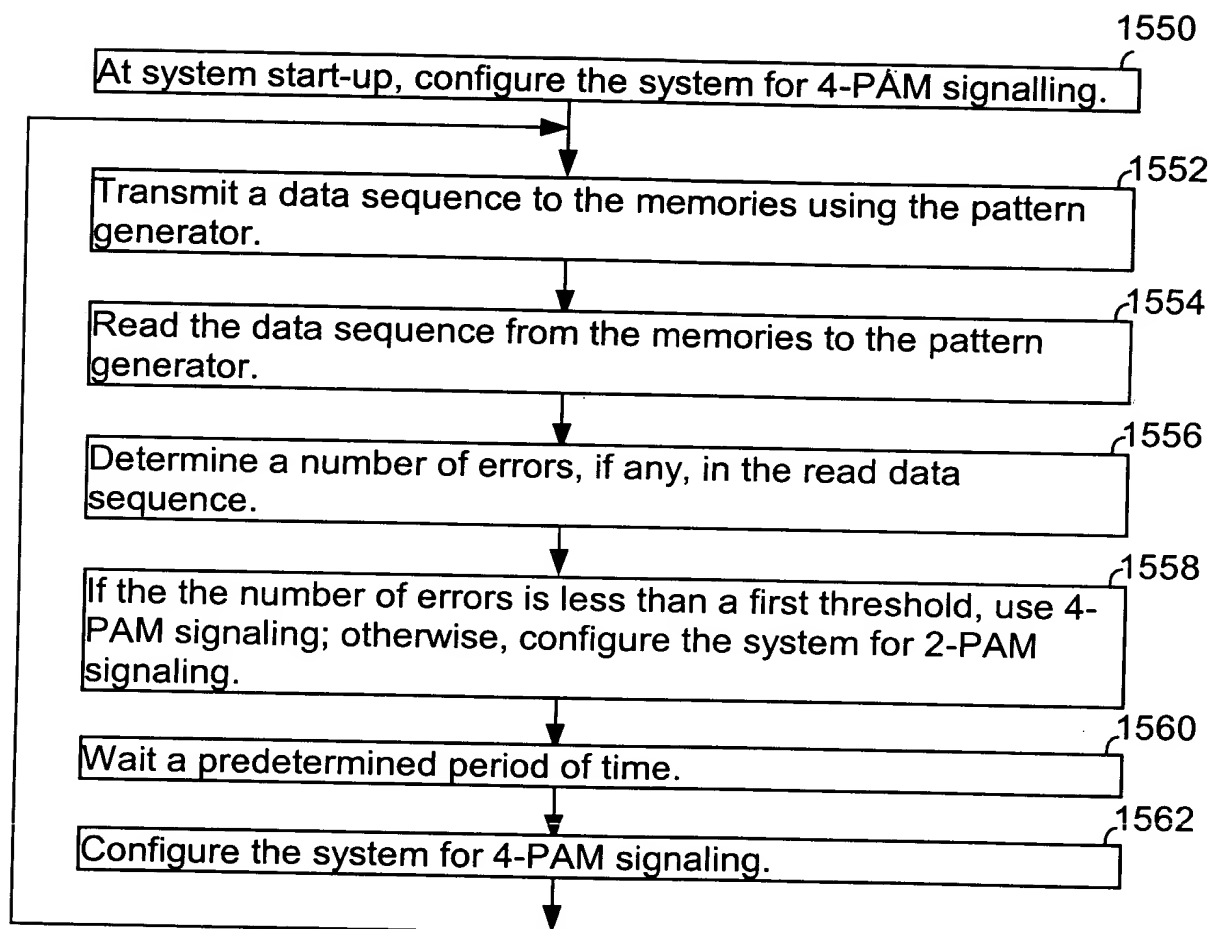 1550
At system start-up, configure the system for 4-PAM signalling.
1552
Transmit a data sequence to the memories using the pattern
generator.
1554
Read the data sequence from the memories to the pattern
generator.
1556
Determine a number of errors, if any, in the read data
sequence.
1558
If the the number of errors is less than a first threshold, use 4-
PAM signaling; otherwise, configure the system for 2-PAM
signaling.
1560
Wait a predetermined period of time.
1562
Configure the system for 4-PAM signaling.